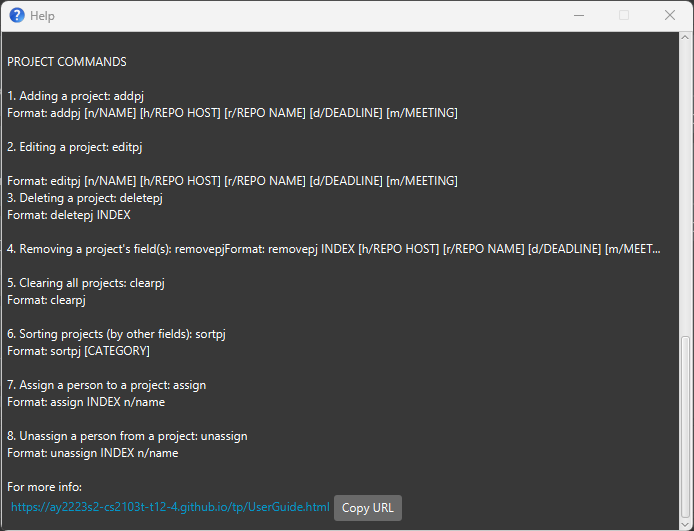 Help
PROJECT COMMANDS
1. Adding a project: addpj
Format: addpj [n/NAME] [h/REPO HOST] [r/REPO NAME] [d/DEADLINE] [m/MEETING]
2. Editing a project: editpj
Format: editpj [n/NAME] [h/REPO HOST] [r/REPO NAME] [d/DEADLINE] [m/MEETING]
3. Deleting a project: deletepj
Format: deletepj INDEX
4. Removing a project's field(s): removepjFormat: removepj INDEX [h/REPO HOST] [r/REPO NAME] [d/DEADLINE] [m/MEET...
5. Clearing all projects: clearpj
Format: clearpj
6. Sorting projects (by other fields): sortpj
Format: sortpj [CATEGORY]
7. Assign a person to a project: assign
Format: assign INDEX n/name
8. Unassign a person from a project: unassign
Format: unassign INDEX n/name
For more info:
https://ay2223s2-cs2103t-t12-4.github.io/tp/UserGuide.html Copy URL